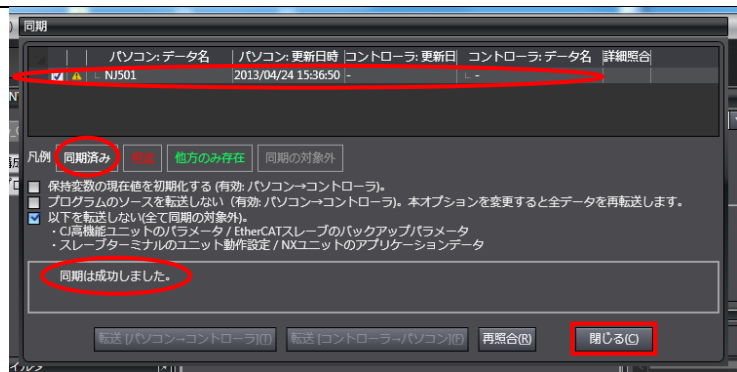 同期
パソコン: データ名 パソコン: 更新日時 コントローラ: 更新日 コントローラ: データ名 詳細照合
NJ501 2013/04/24 15:36:50 - -
凡例 同期済み 他方のみ存在 同期の対象外
保持変数の現在値を初期化する (有効: パソコン→コントローラ)。
プログラムのソースを転送しない (有効: パソコン→コントローラ)。本オプションを変更すると全データを再転送します。
以下を転送しない(全て同期の対象外)。
・CJ高機能ユニットのパラメータ / EtherCATスレーブのバックアップパラメータ
・スレーブターミナルのユニット動作設定 / NXユニットのアプリケーションデータ
同期は成功しました。
転送 [パソコン→コントローラ](T) 転送 [コントローラ→パソコン](F) 再照合(R) 閉じる(C)